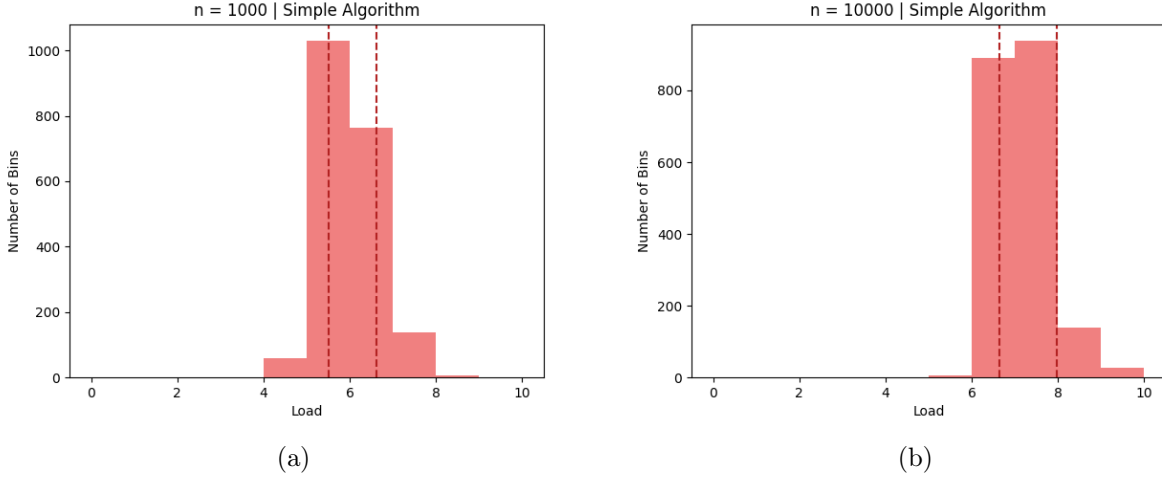 n = 1000 | Simple Algorithm
1000
800
600
400
200
0
Number of Bins
0 2 4 6 8 10
Load
(a)
n = 10000 | Simple Algorithm
800
600
400
200
0
Number of Bins
0 2 4 6 8 10
Load
(b)